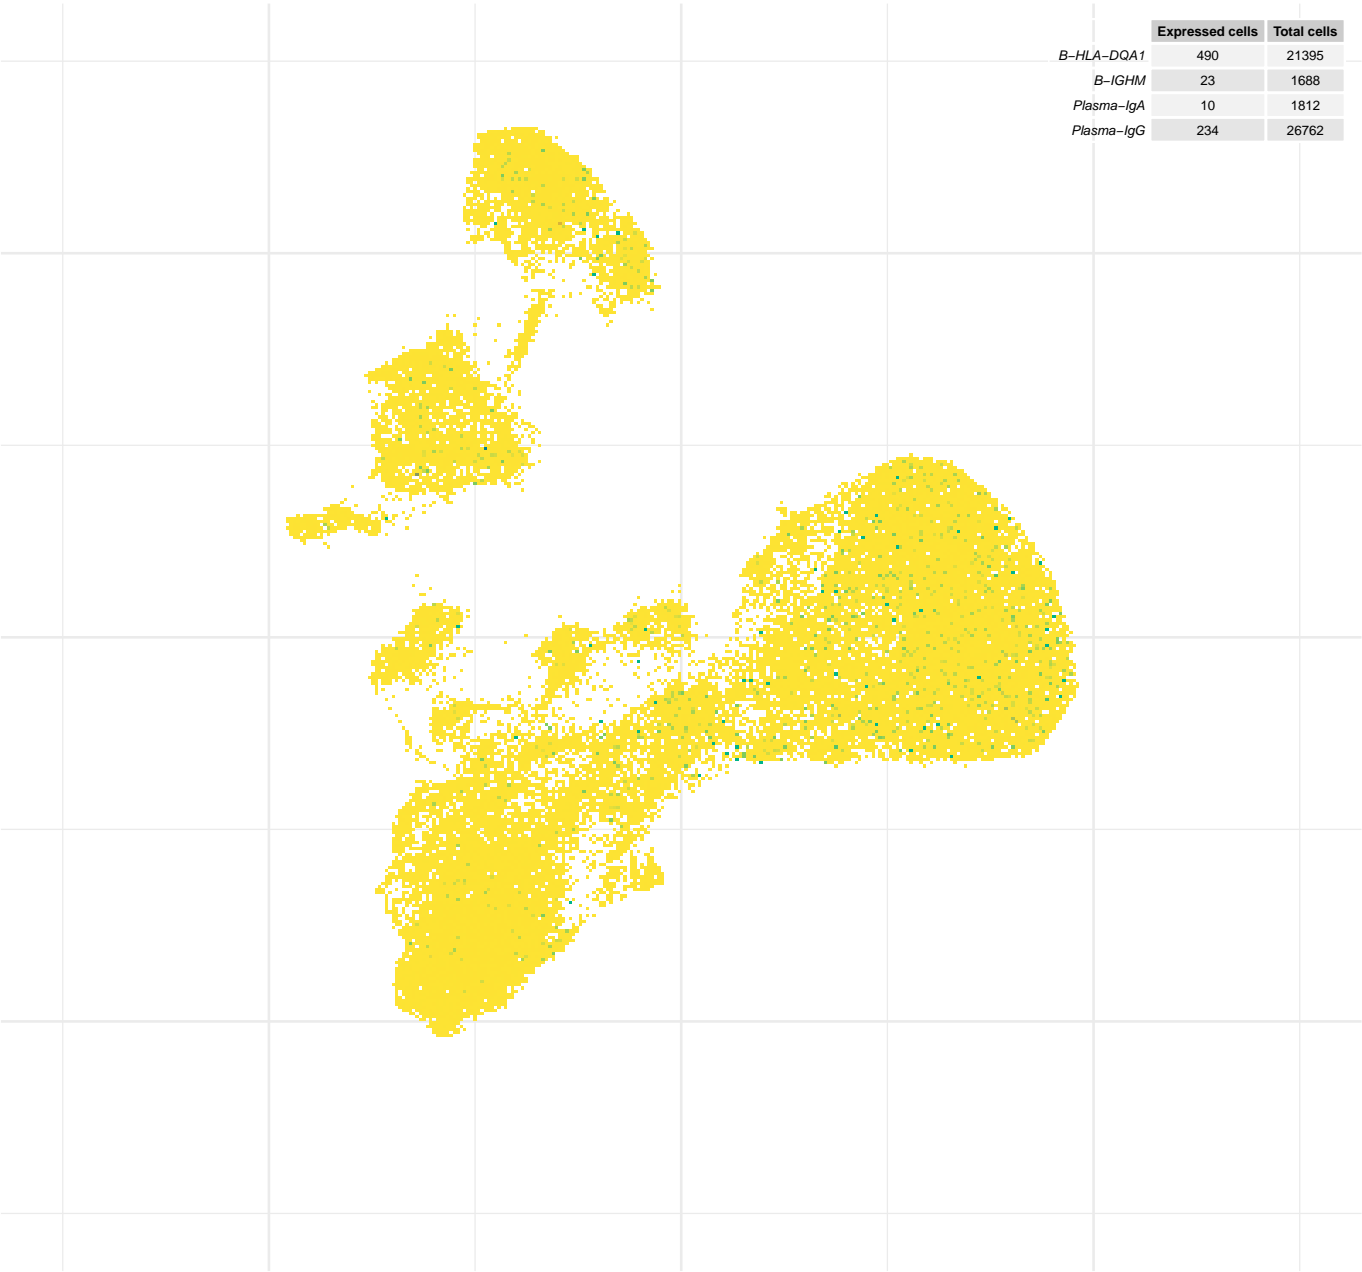 Expressed cells Total cells
B−HLA−DQA1 490 21395
B−IGHM 23 1688
Plasma−IgA 10 1812
Plasma−IgG 234 26762